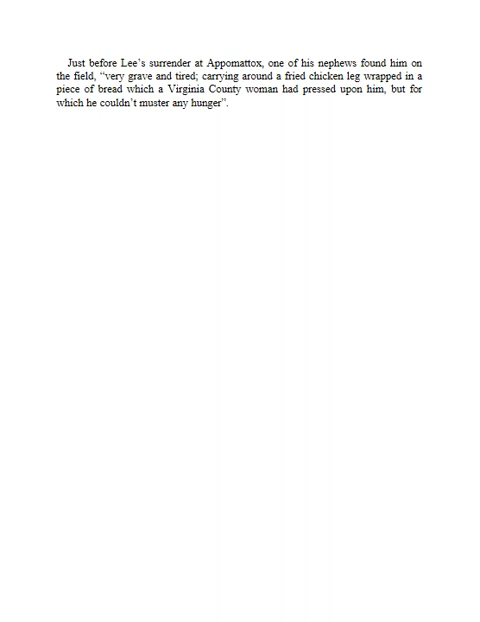 Just before Lee’s surrender at Appomattox, one of his nephews found him on
the field, “very grave and tired; carrying around a fried chicken leg wrapped in a
piece of bread which a Virginia County woman had pressed upon him, but for
which he couldn’t muster any hunger”.